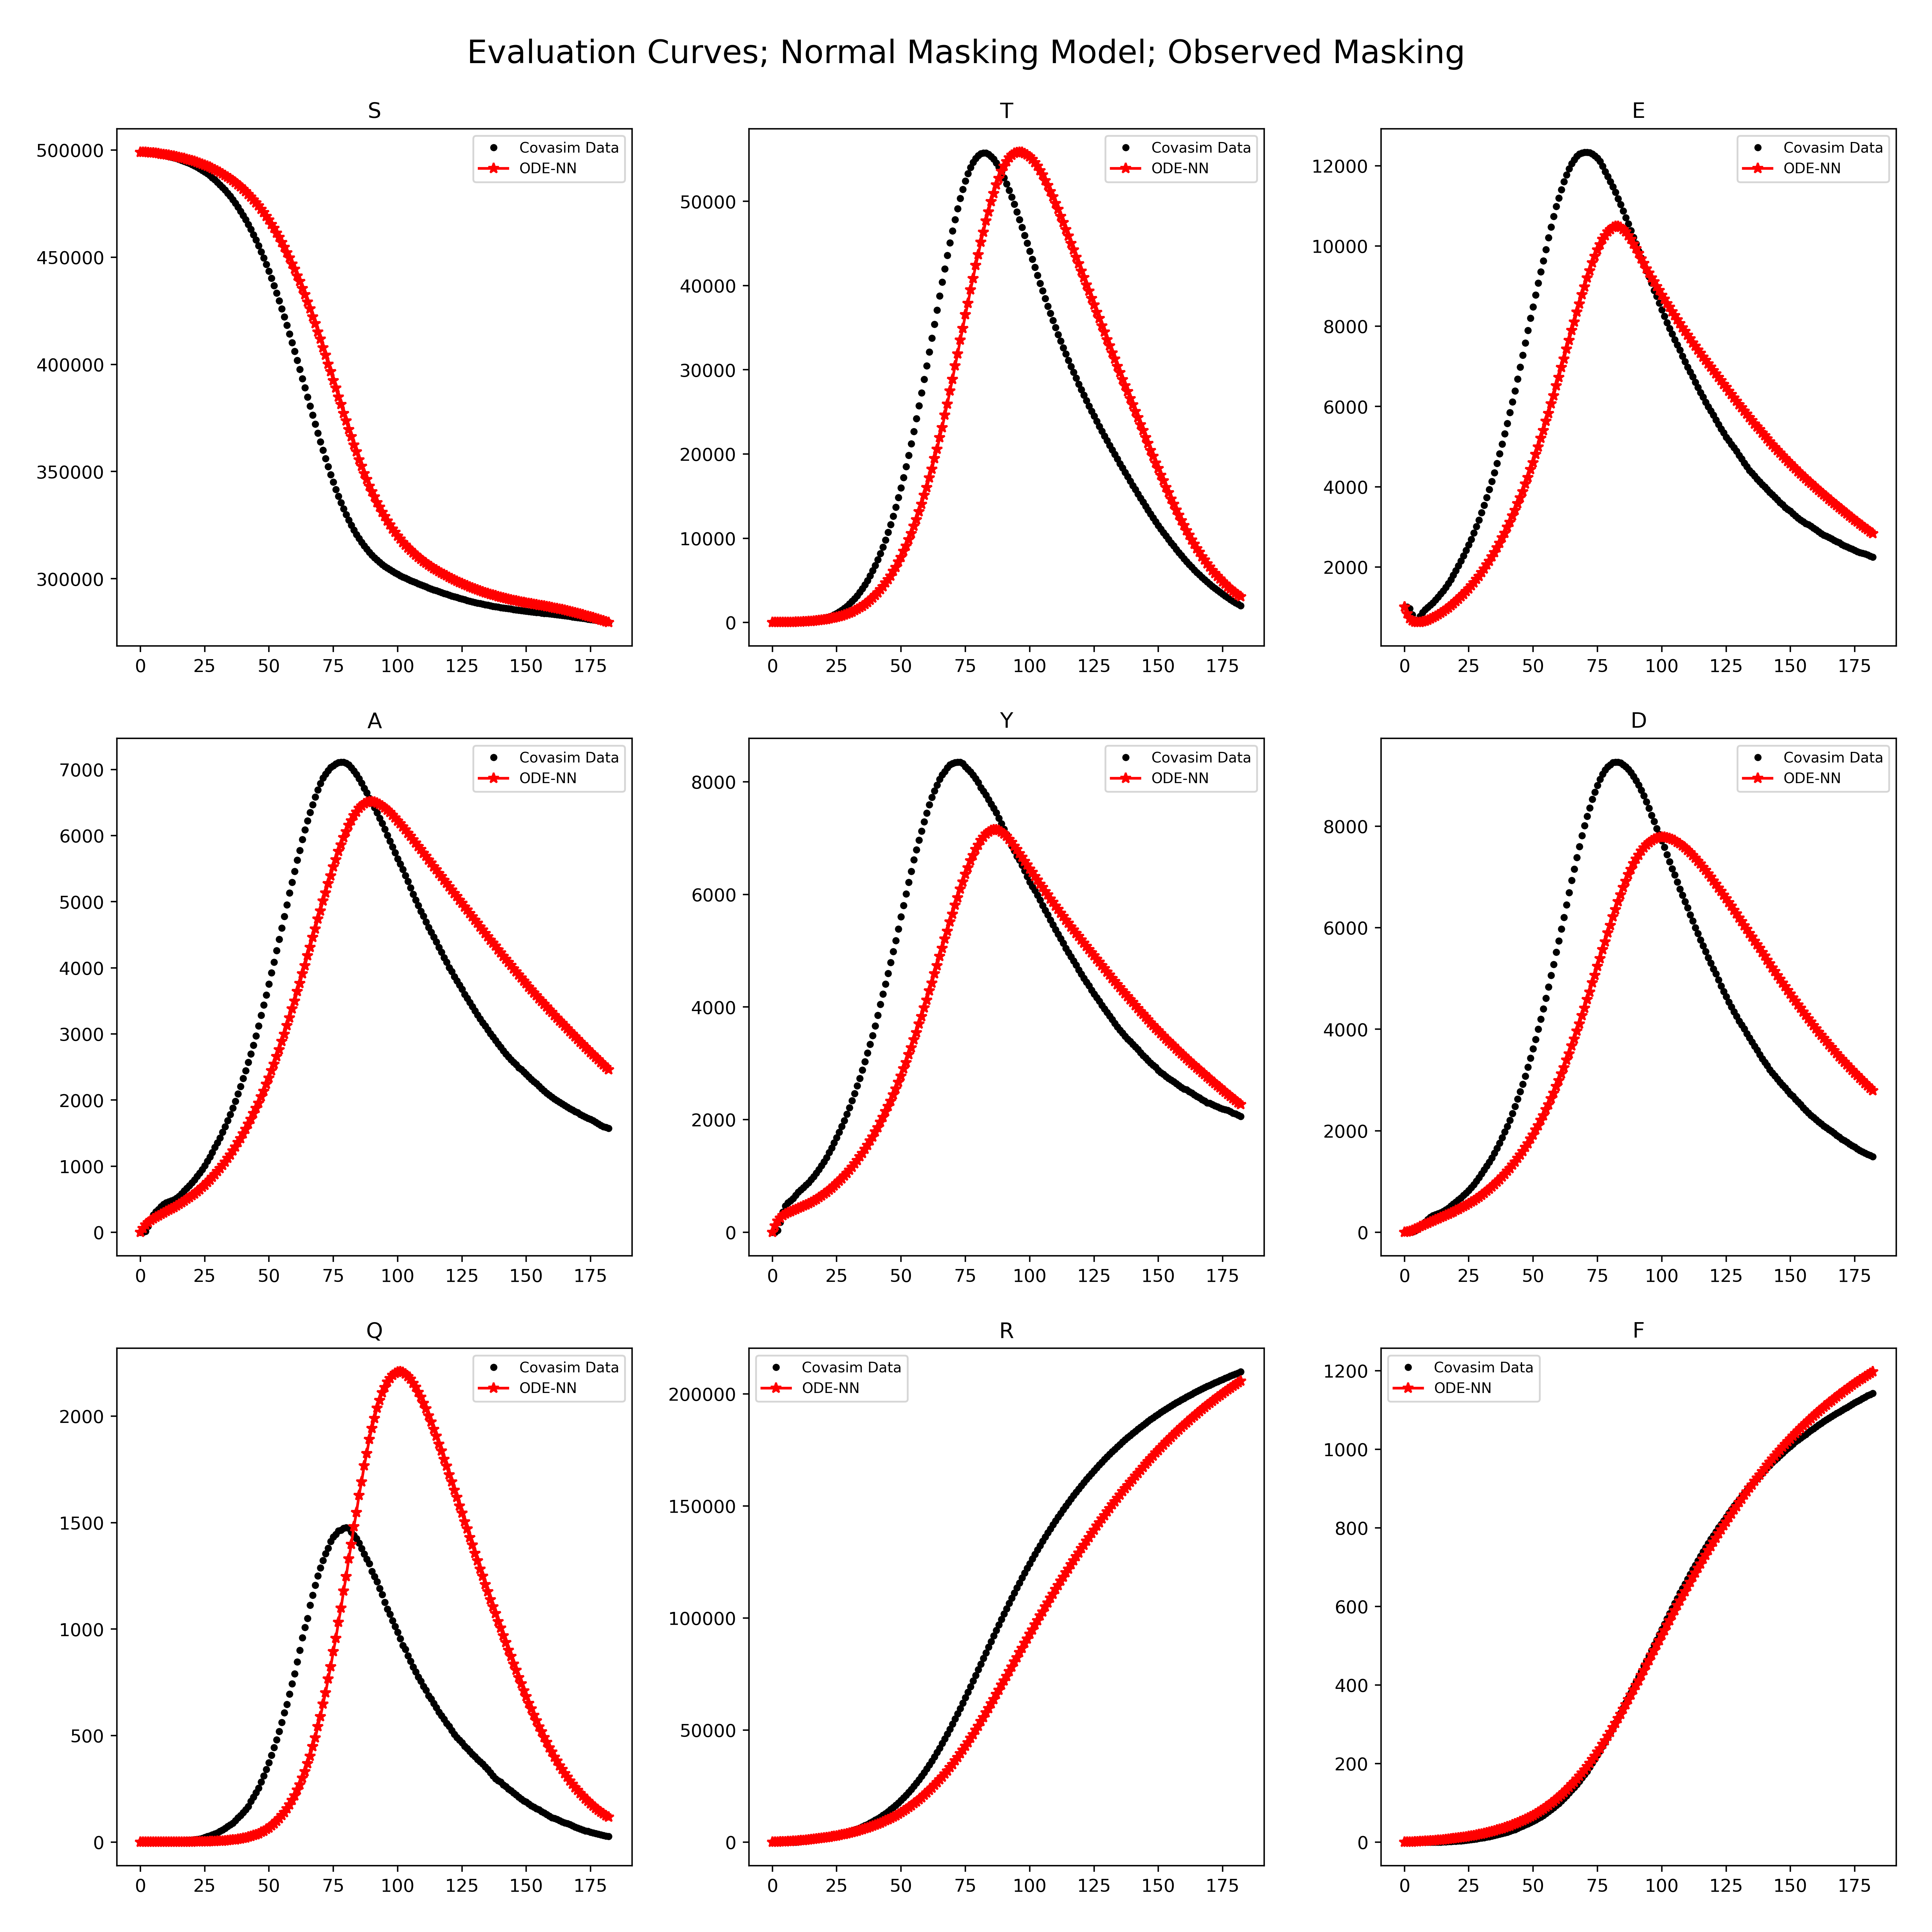 Evaluation Curves; Normal Masking Model; Observed Masking
S
Covasim Data
ODE-NN
500000
450000
400000
350000
300000
0 25 50 75 100 125 150 175
T
Covasim Data
ODE-NN
50000
40000
30000
20000
10000
0
0 25 50 75 100 125 150 175
E
Covasim Data
ODE-NN
12000
10000
8000
6000
4000
2000
0 25 50 75 100 125 150 175
A
Covasim Data
ODE-NN
7000
6000
5000
4000
3000
2000
1000
0
0 25 50 75 100 125 150 175
Y
Covasim Data
ODE-NN
8000
6000
4000
2000
0
0 25 50 75 100 125 150 175
D
Covasim Data
ODE-NN
8000
6000
4000
2000
0
0 25 50 75 100 125 150 175
Q
Covasim Data
ODE-NN
2000
1500
1000
500
0
0 25 50 75 100 125 150 175
R
Covasim Data
ODE-NN
200000
150000
100000
50000
0
0 25 50 75 100 125 150 175
F
Covasim Data
ODE-NN
1200
1000
800
600
400
200
0
0 25 50 75 100 125 150 175